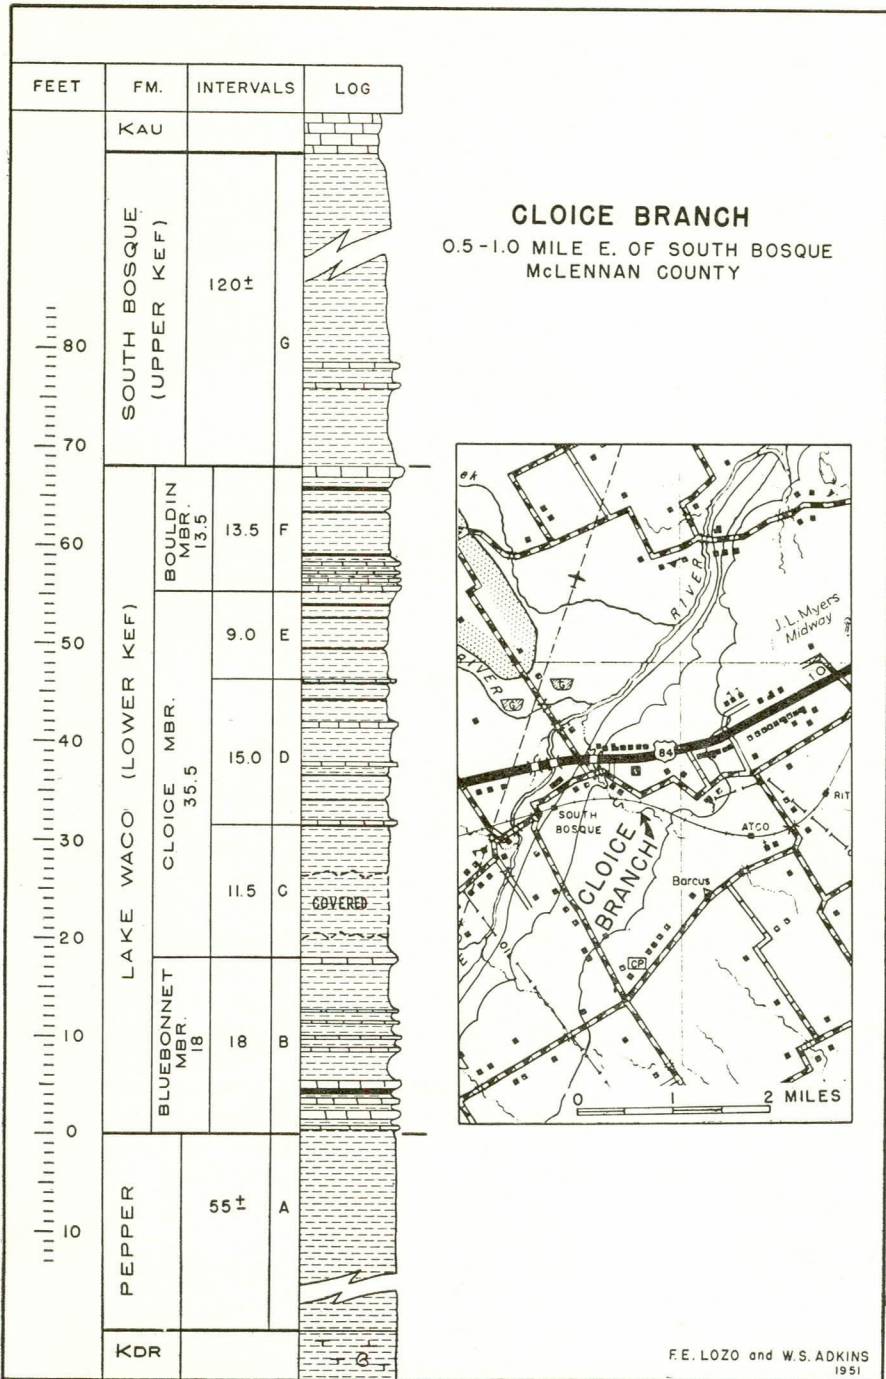 FEET
FM.
INTERVALS
LOG
KAU
SOUTH BOSQUE
(UPPER KEF)
120±
G
LAKE WACO (LOWER KEF)
BOULDIN
MBR.
13.5
13.5
F
CLOICE MBR.
35.5
9.0
E
15.0
D
11.5
C
COVERED
BLUEBONNET
MBR.
18
18
B
PEPPER
55±
A
KDR
80
70
60
50
40
30
20
10
0
10
CLOICE BRANCH
0.5-1.0 MILE E. OF SOUTH BOSQUE
McLENNAN COUNTY
ek
RIVER
RIVER
J.L. Myers
Midway
G
G
10
84
SOUTH
BOSQUE
CLOICE
BRANCH
ATCO
RIT
Barcus
OIL
CP
0 1 2 MILES
F.E. LOZO and W.S. ADKINS
1951